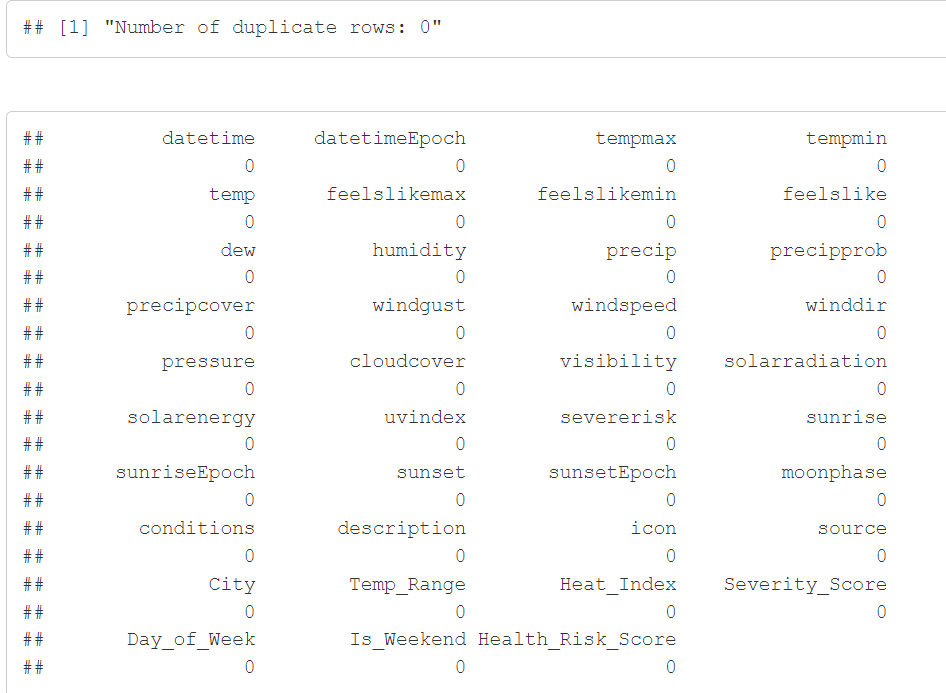 ## [1] "Number of duplicate rows: 0"
## datetime datetimeEpoch tempmax tempmin
## 0 0 0 0
## temp feelslikemax feelslikemin feelslike
## 0 0 0 0
## dew humidity precip precipprob
## 0 0 0 0
## precipcover windgust windspeed winddir
## 0 0 0 0
## pressure cloudcover visibility solarradiation
## 0 0 0 0
## solarenergy uvindex severerisk sunrise
## 0 0 0 0
## sunriseEpoch sunset sunsetEpoch moonphase
## 0 0 0 0
## conditions description icon source
## 0 0 0 0
## City Temp_Range Heat_Index Severity_Score
## 0 0 0 0
## Day_of_Week Is_Weekend Health_Risk_Score
## 0 0 0